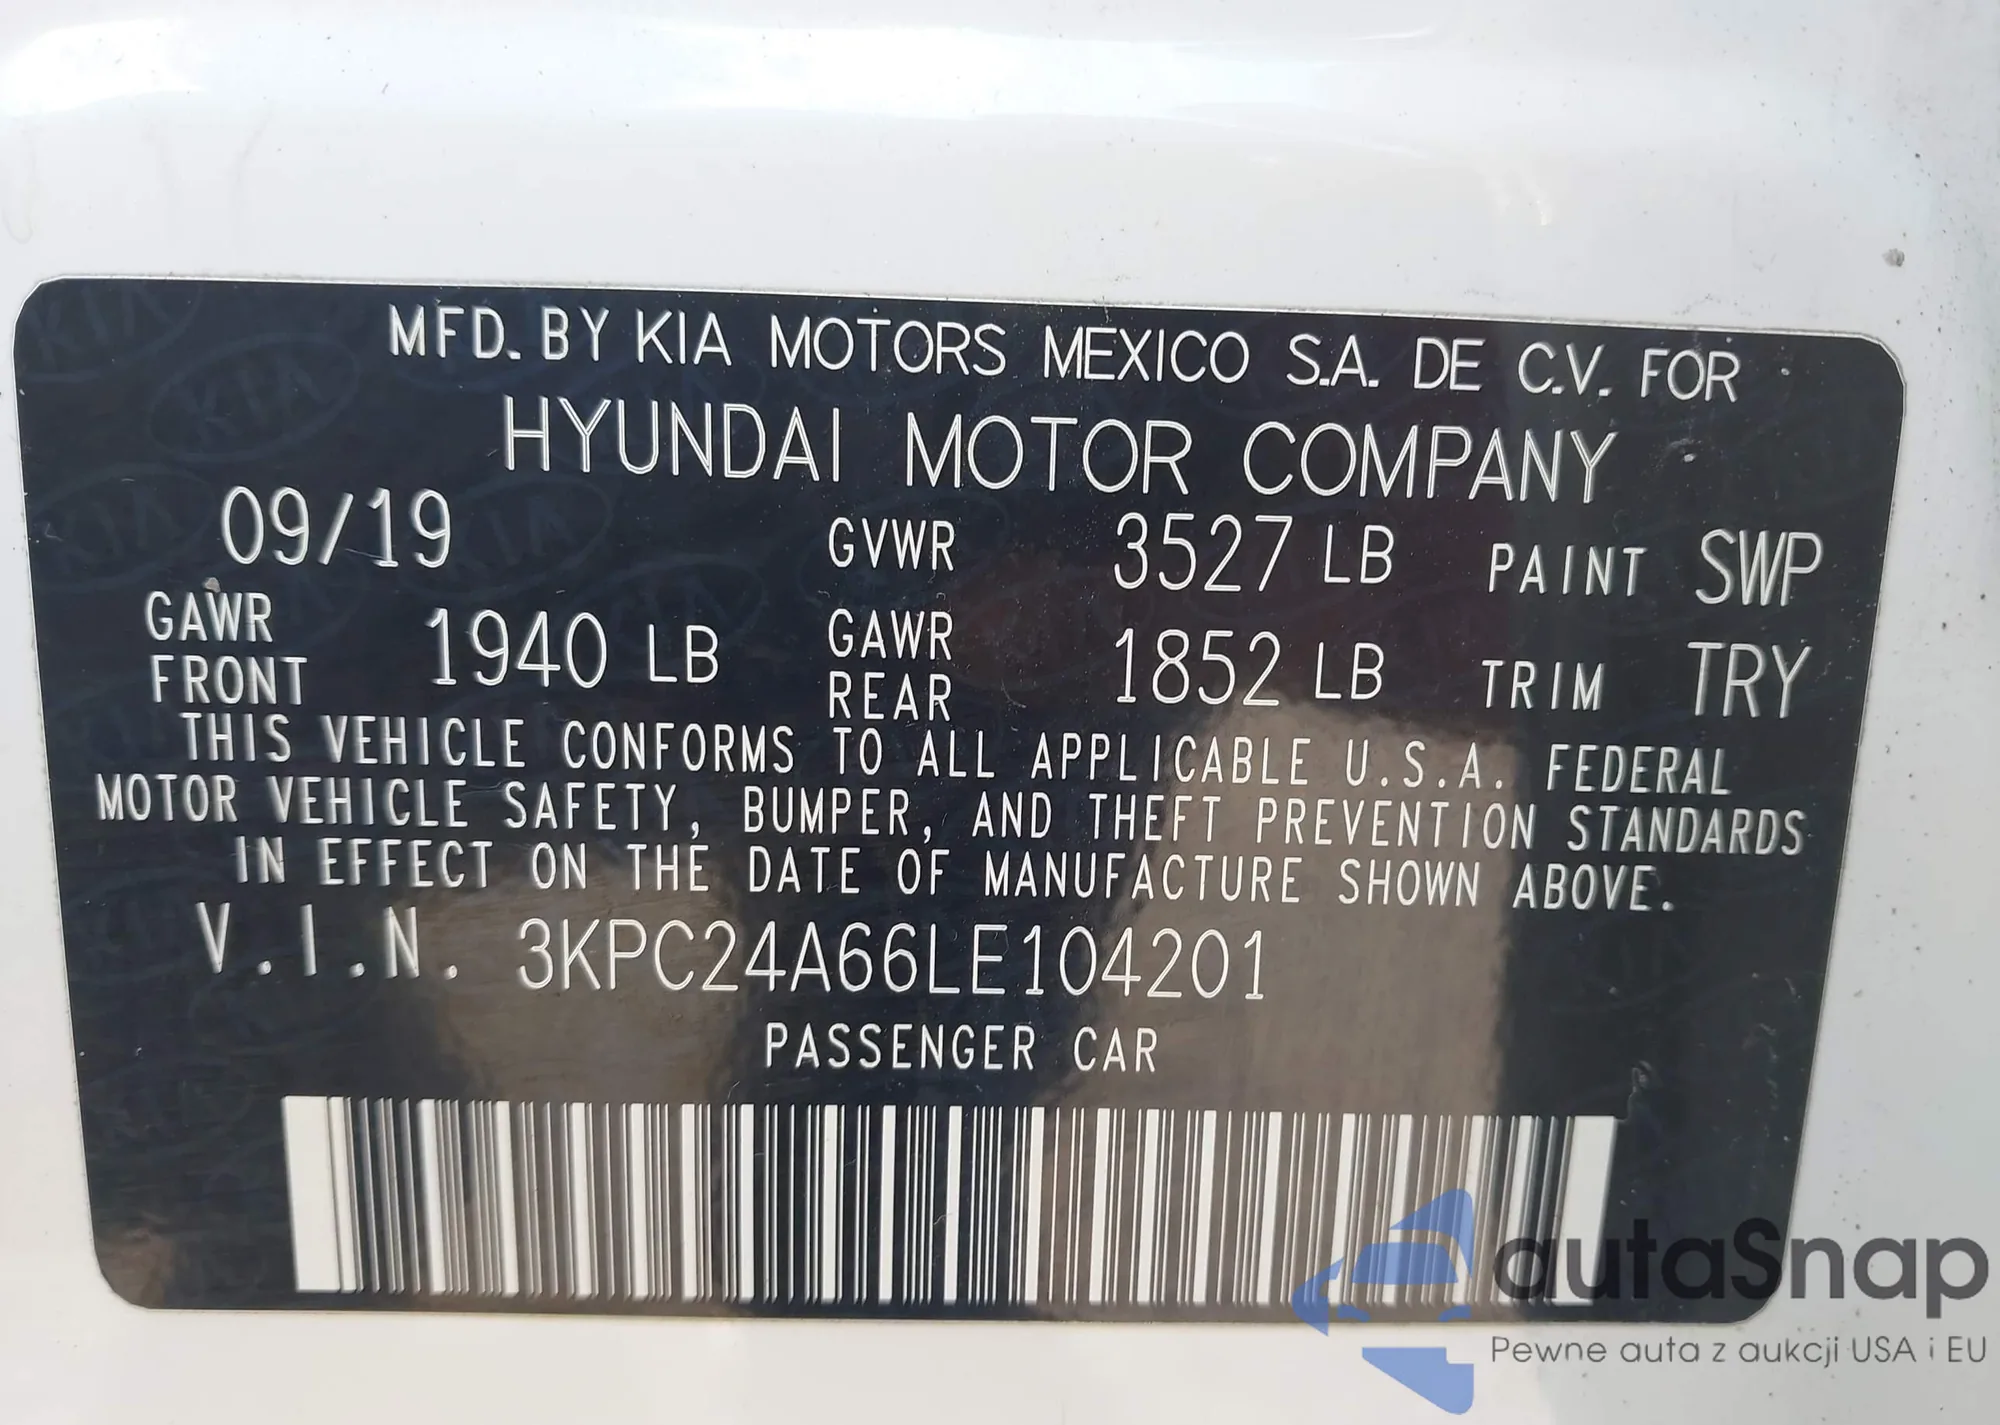 MFD. BY KIA MOTORS MEXICO S.A. DE C.V. FOR
HYUNDAI MOTOR COMPANY
09/19 GVWR 3527 LB PAINT SWP
GAWR FRONT 1940 LB GAWR REAR 1852 LB TRIM TRY
THIS VEHICLE CONFORMS TO ALL APPLICABLE U.S.A. FEDERAL
MOTOR VEHICLE SAFETY, BUMPER, AND THEFT PREVENTION STANDARDS
IN EFFECT ON THE DATE OF MANUFACTURE SHOWN ABOVE.
V.I.N. 3KPC24A66LE104201
PASSENGER CAR
autaSnap
Pewne auta z aukcji USA i EU